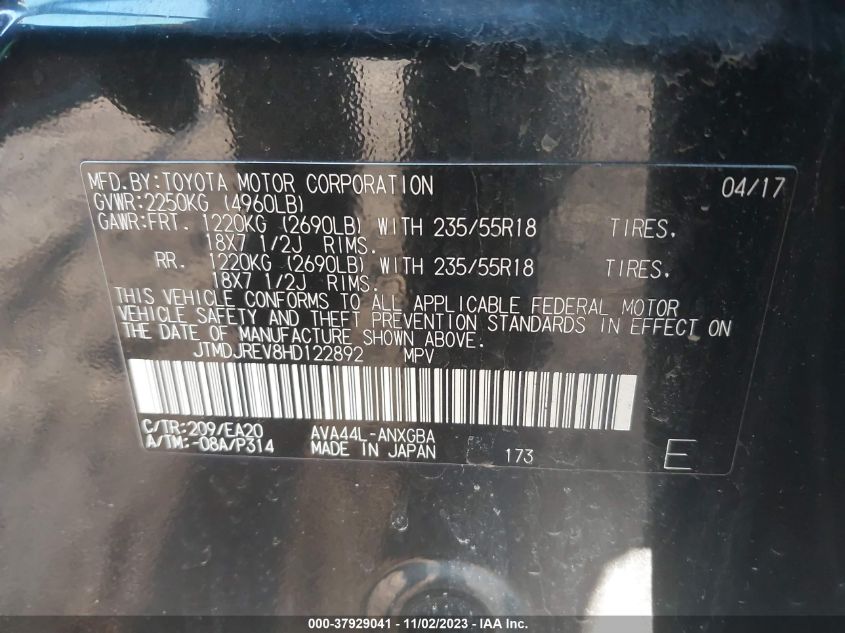 MFD.BY:TOYOTA MOTOR CORPORATION 04/17
GVWR:2250KG (4960LB)
GAWR:FRT. 1220KG (2690LB) WITH 235/55R18 TIRES,
18X7 1/2J RIMS.
RR. 1220KG (2690LB) WITH 235/55R18 TIRES,
18X7 1/2J RIMS.
THIS VEHICLE CONFORMS TO ALL APPLICABLE FEDERAL MOTOR
VEHICLE SAFETY AND THEFT PREVENTION STANDARDS IN EFFECT ON
THE DATE OF MANUFACTURE SHOWN ABOVE.
JTMDJREV8HD122892 MPV
C/TR:209/EA20 AVA44L-ANXGBA
A/TM:-08A/P314 MADE IN JAPAN 173 E
000-37929041 - 11/02/2023 - IAA Inc.